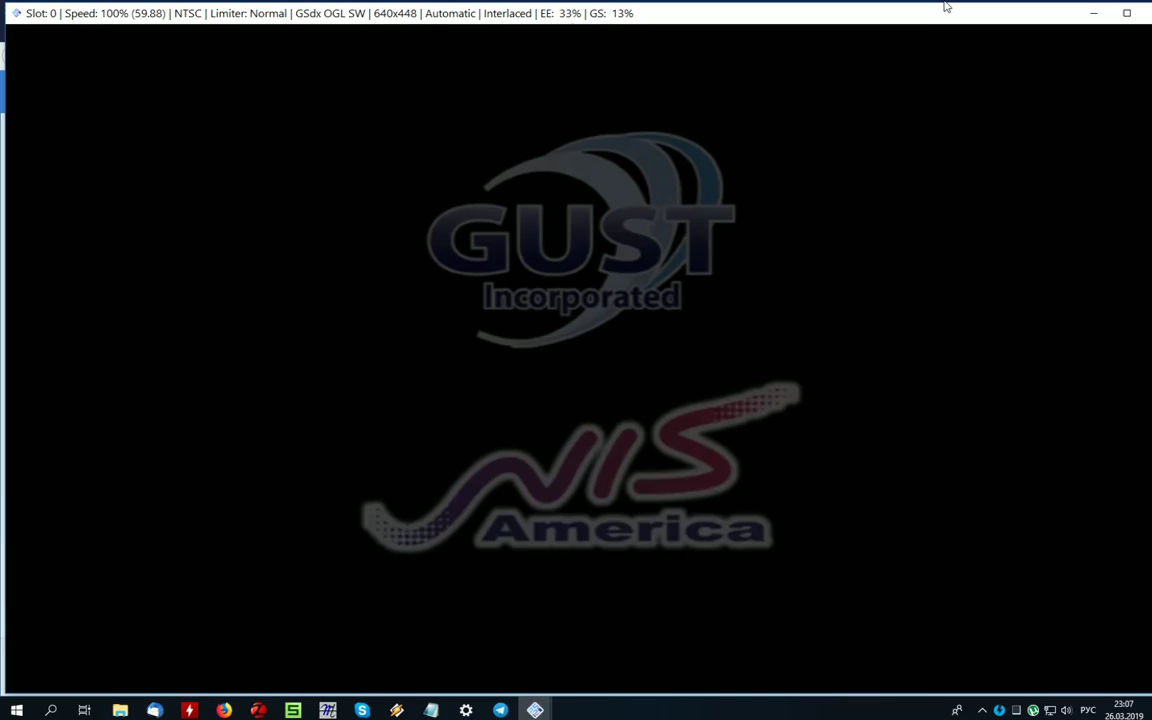 Slot: 0 | Speed: 100% (59.88) | NTSC | Limiter: Normal | GSdx OGL SW | 640x448 | Automatic | Interlaced | EE:  33% | GS:  13%
GUST
Incorporated
NIS
America
РУС
23:07
26.03.2019